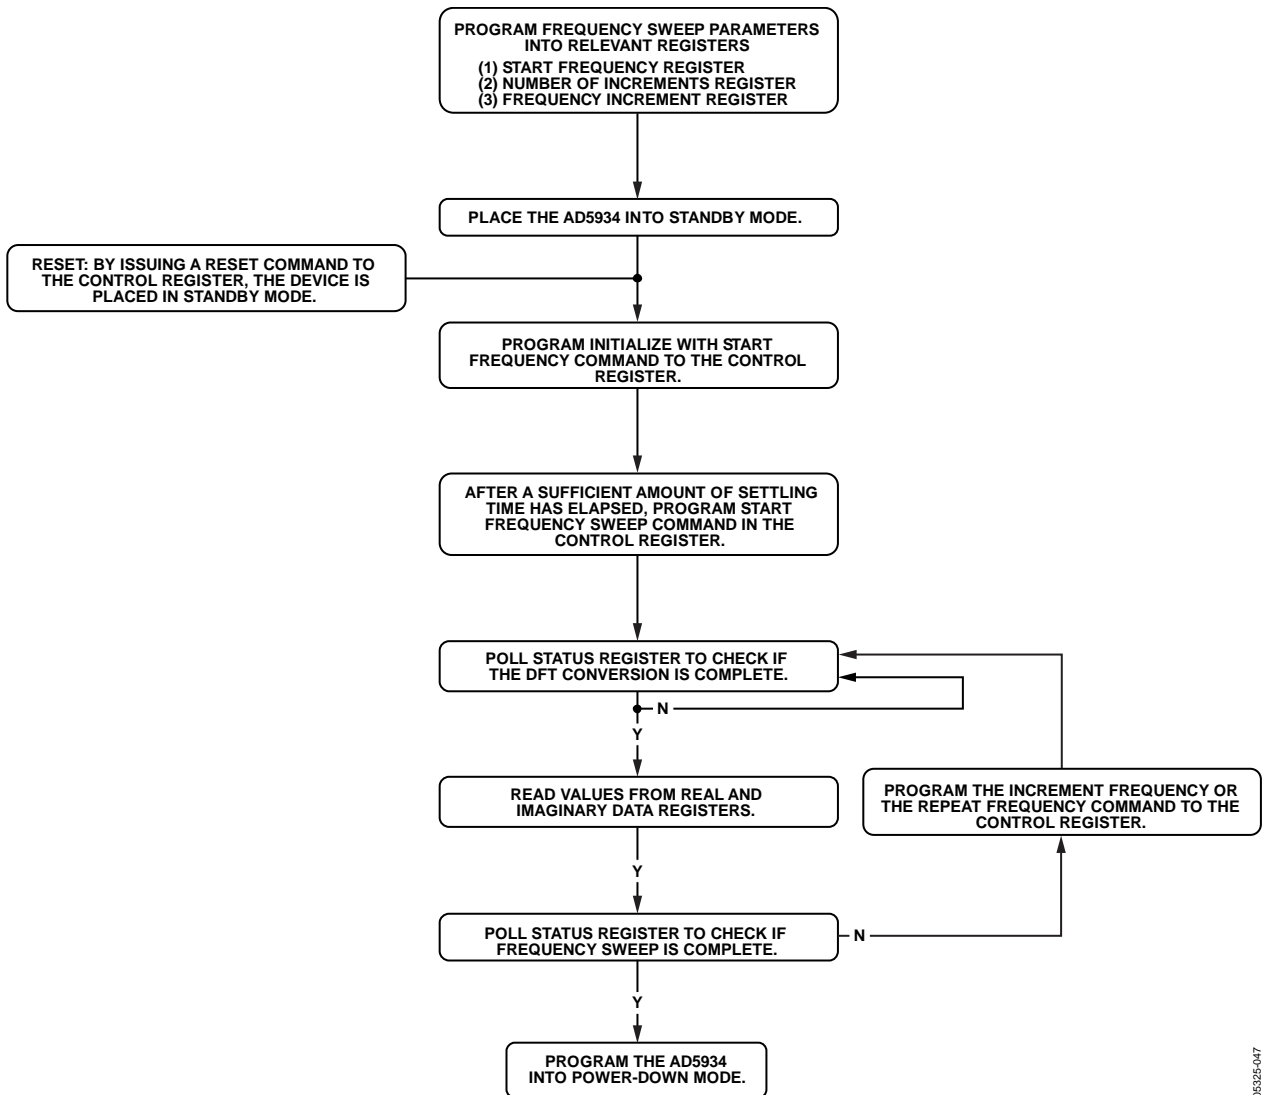 PROGRAM FREQUENCY SWEEP PARAMETERS
INTO RELEVANT REGISTERS
(1) START FREQUENCY REGISTER
(2) NUMBER OF INCREMENTS REGISTER
(3) FREQUENCY INCREMENT REGISTER
PLACE THE AD5934 INTO STANDBY MODE.
RESET: BY ISSUING A RESET COMMAND TO
THE CONTROL REGISTER, THE DEVICE IS
PLACED IN STANDBY MODE.
PROGRAM INITIALIZE WITH START
FREQUENCY COMMAND TO THE CONTROL
REGISTER.
AFTER A SUFFICIENT AMOUNT OF SETTLING
TIME HAS ELAPSED, PROGRAM START
FREQUENCY SWEEP COMMAND IN THE
CONTROL REGISTER.
POLL STATUS REGISTER TO CHECK IF
THE DFT CONVERSION IS COMPLETE.
N
Y
READ VALUES FROM REAL AND
IMAGINARY DATA REGISTERS.
PROGRAM THE INCREMENT FREQUENCY OR
THE REPEAT FREQUENCY COMMAND TO THE
CONTROL REGISTER.
Y
POLL STATUS REGISTER TO CHECK IF
FREQUENCY SWEEP IS COMPLETE.
N
Y
PROGRAM THE AD5934
INTO POWER-DOWN MODE.
05325-047